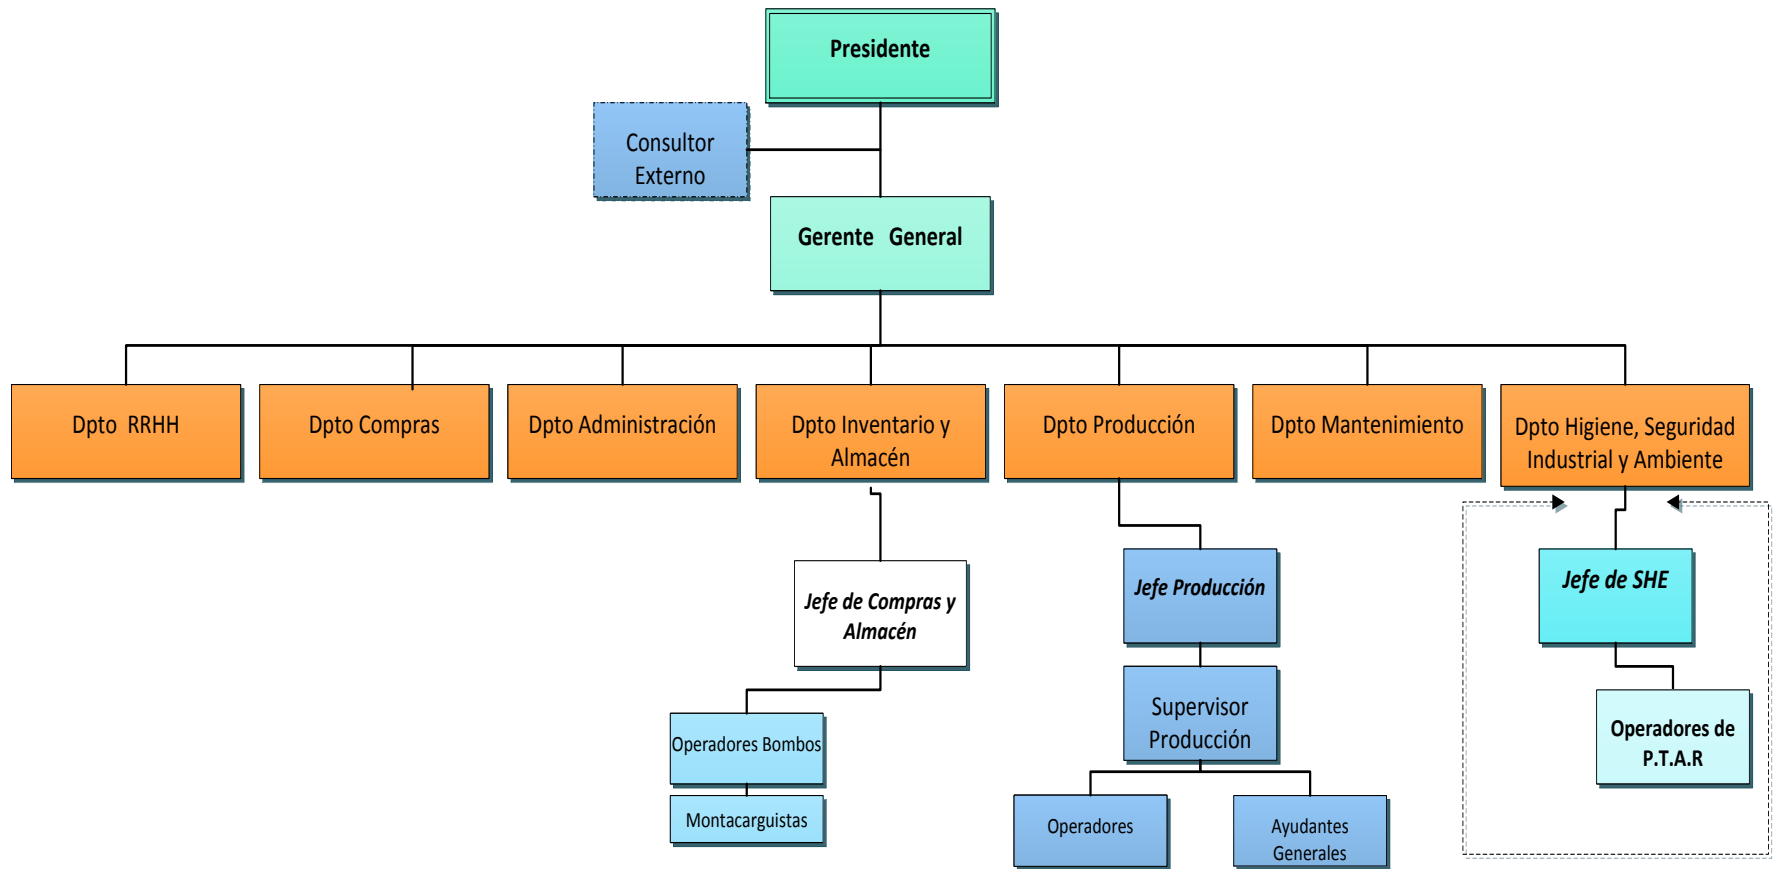 Presidente
Consultor
Externo
Gerente General
Dpto RRHH
Dpto Compras
Dpto Administración
Dpto Inventario y
Almacén
Dpto Producción
Dpto Mantenimiento
Dpto Higiene, Seguridad
Industrial y Ambiente
Jefe de Compras y
Almacén
Jefe Producción
Jefe de SHE
Supervisor
Producción
Operadores de
P.T.A.R
Operadores Bombos
Montacarguistas
Operadores
Ayudantes
Generales